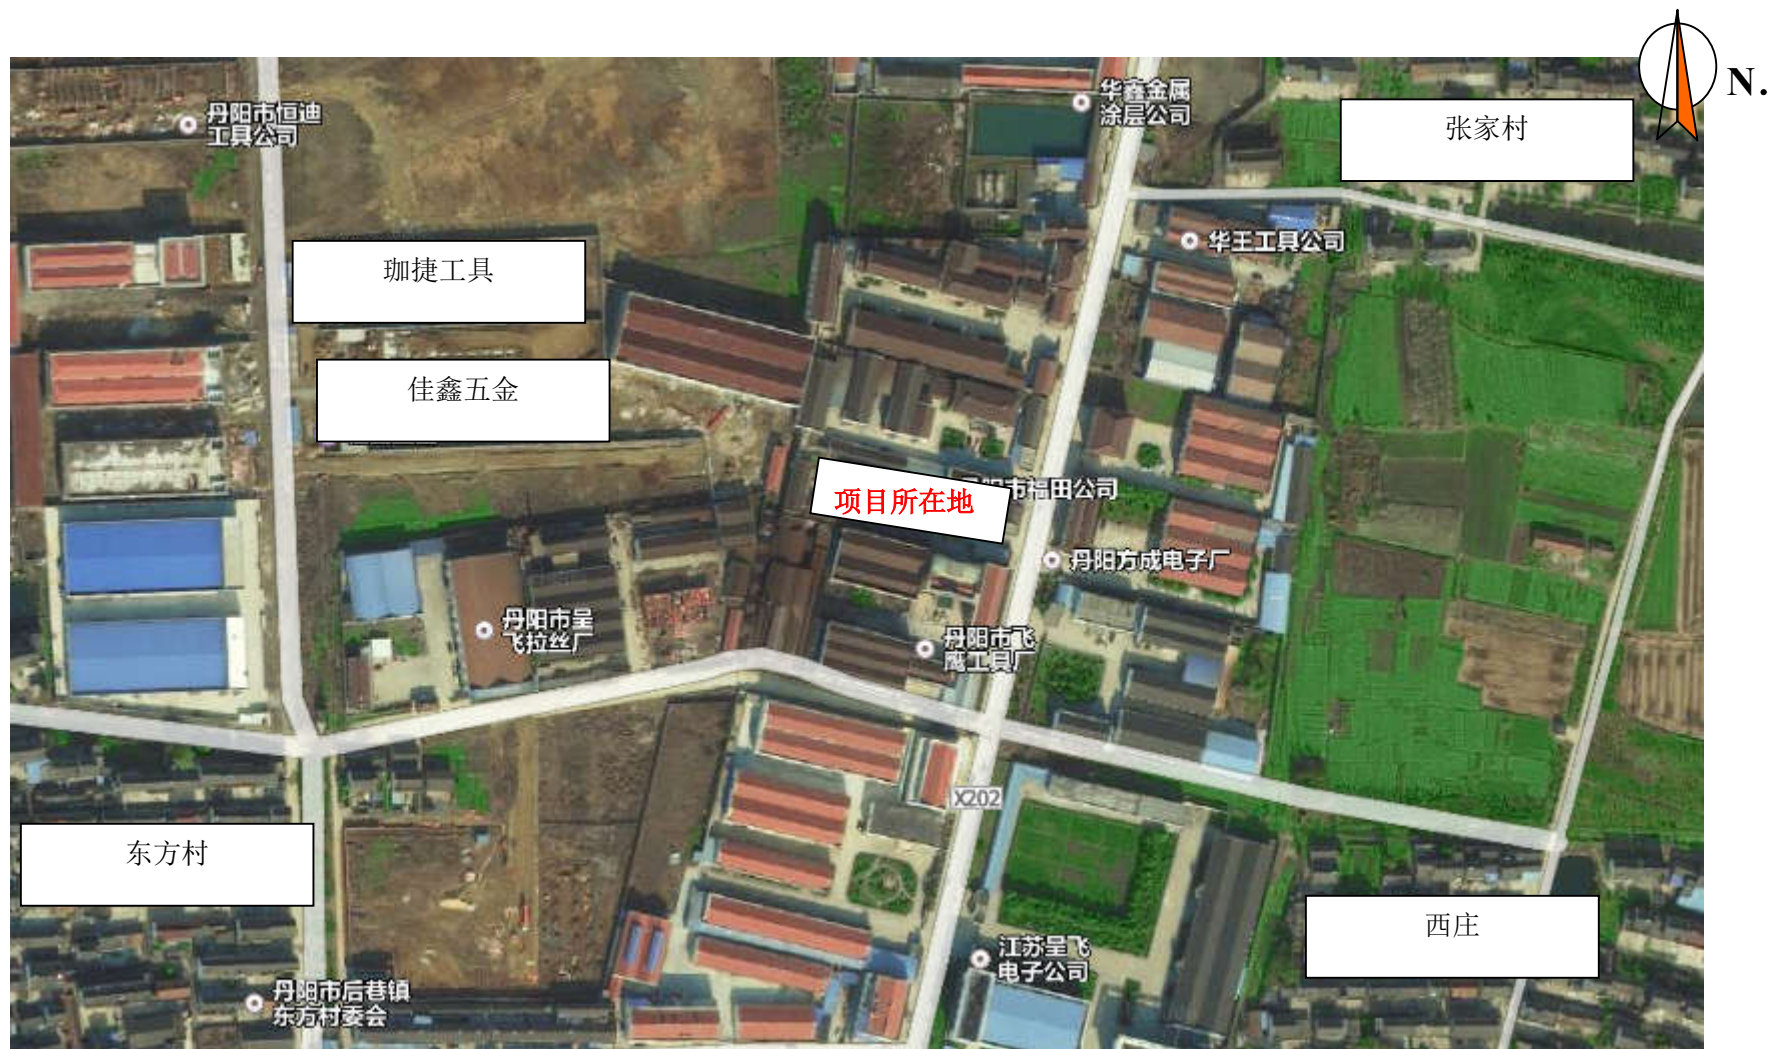 N.
华鑫金属
涂层公司
丹阳市恒迪
工具公司
张家村
华王工具公司
珈捷工具
佳鑫五金
市福田公司
项目所在地
丹阳方成电子厂
丹阳市呈
飞拉丝厂
丹阳市飞
鹰工具厂
X202
东方村
西庄
江苏呈飞
电子公司
丹阳市后巷镇
东方村委会